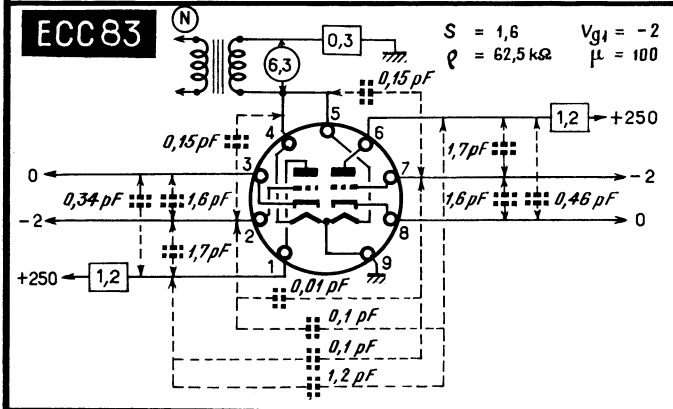 ECC83
N
0,3
6,3
S = 1,6
Vg1 = -2
ρ = 62,5 kΩ
μ = 100
0,15 pF
5
4
6
1,2
+250
0,15 pF
1,7 pF
0
3
7
-2
0,34 pF
1,6 pF
1,6 pF
0,46 pF
-2
2
8
0
1,7 pF
1
9
+250
1,2
0,01 pF
0,1 pF
0,1 pF
1,2 pF